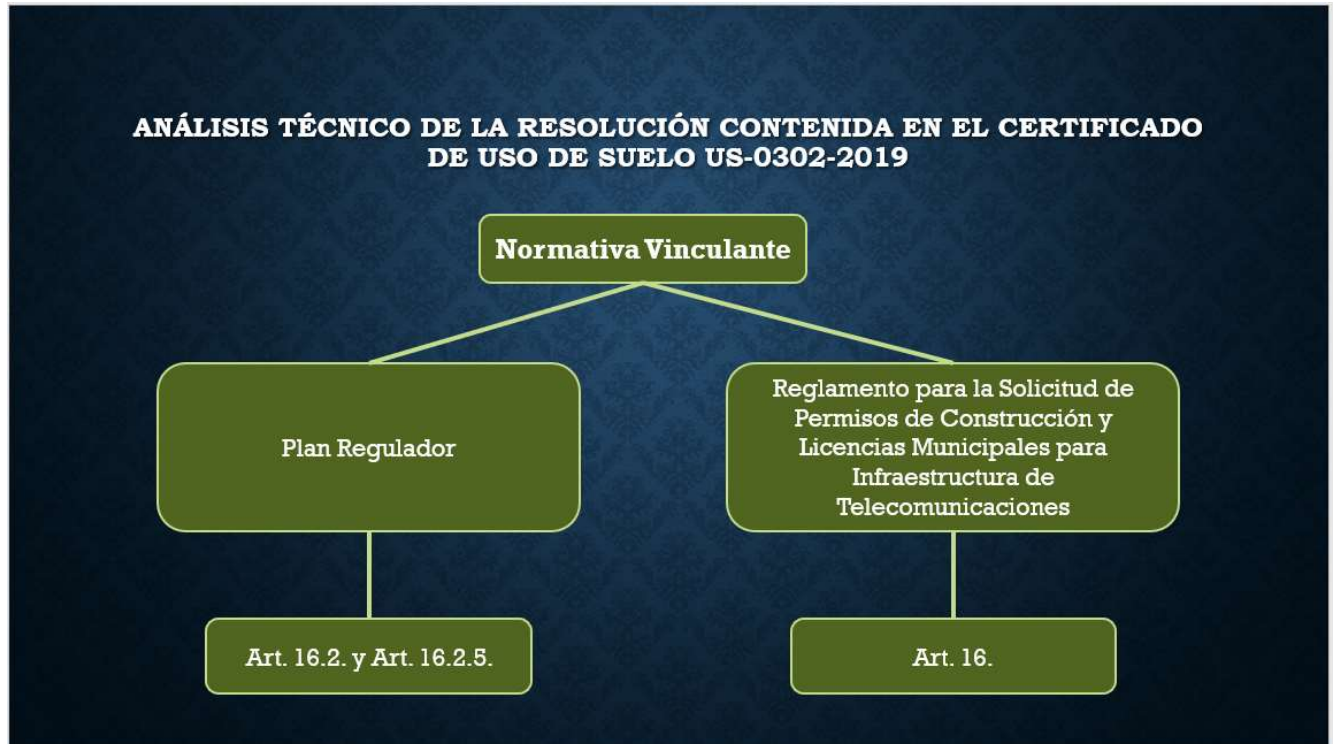 ANÁLISIS TÉCNICO DE LA RESOLUCIÓN CONTENIDA EN EL CERTIFICADO
DE USO DE SUELO US-0302-2019
Normativa Vinculante
Plan Regulador
Reglamento para la Solicitud de
Permisos de Construcción y
Licencias Municipales para
Infraestructura de
Telecomunicaciones
Art. 16.2. y Art. 16.2.5.
Art. 16.